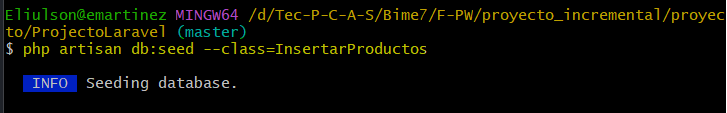 Eliulson@emartinez MINGW64 /d/Tec-P-C-A-S/Bime7/F-PW/proyecto_incremental/proyec
to/ProjectoLaravel (master)
$ php artisan db:seed --class=InsertarProductos
INFO Seeding database.